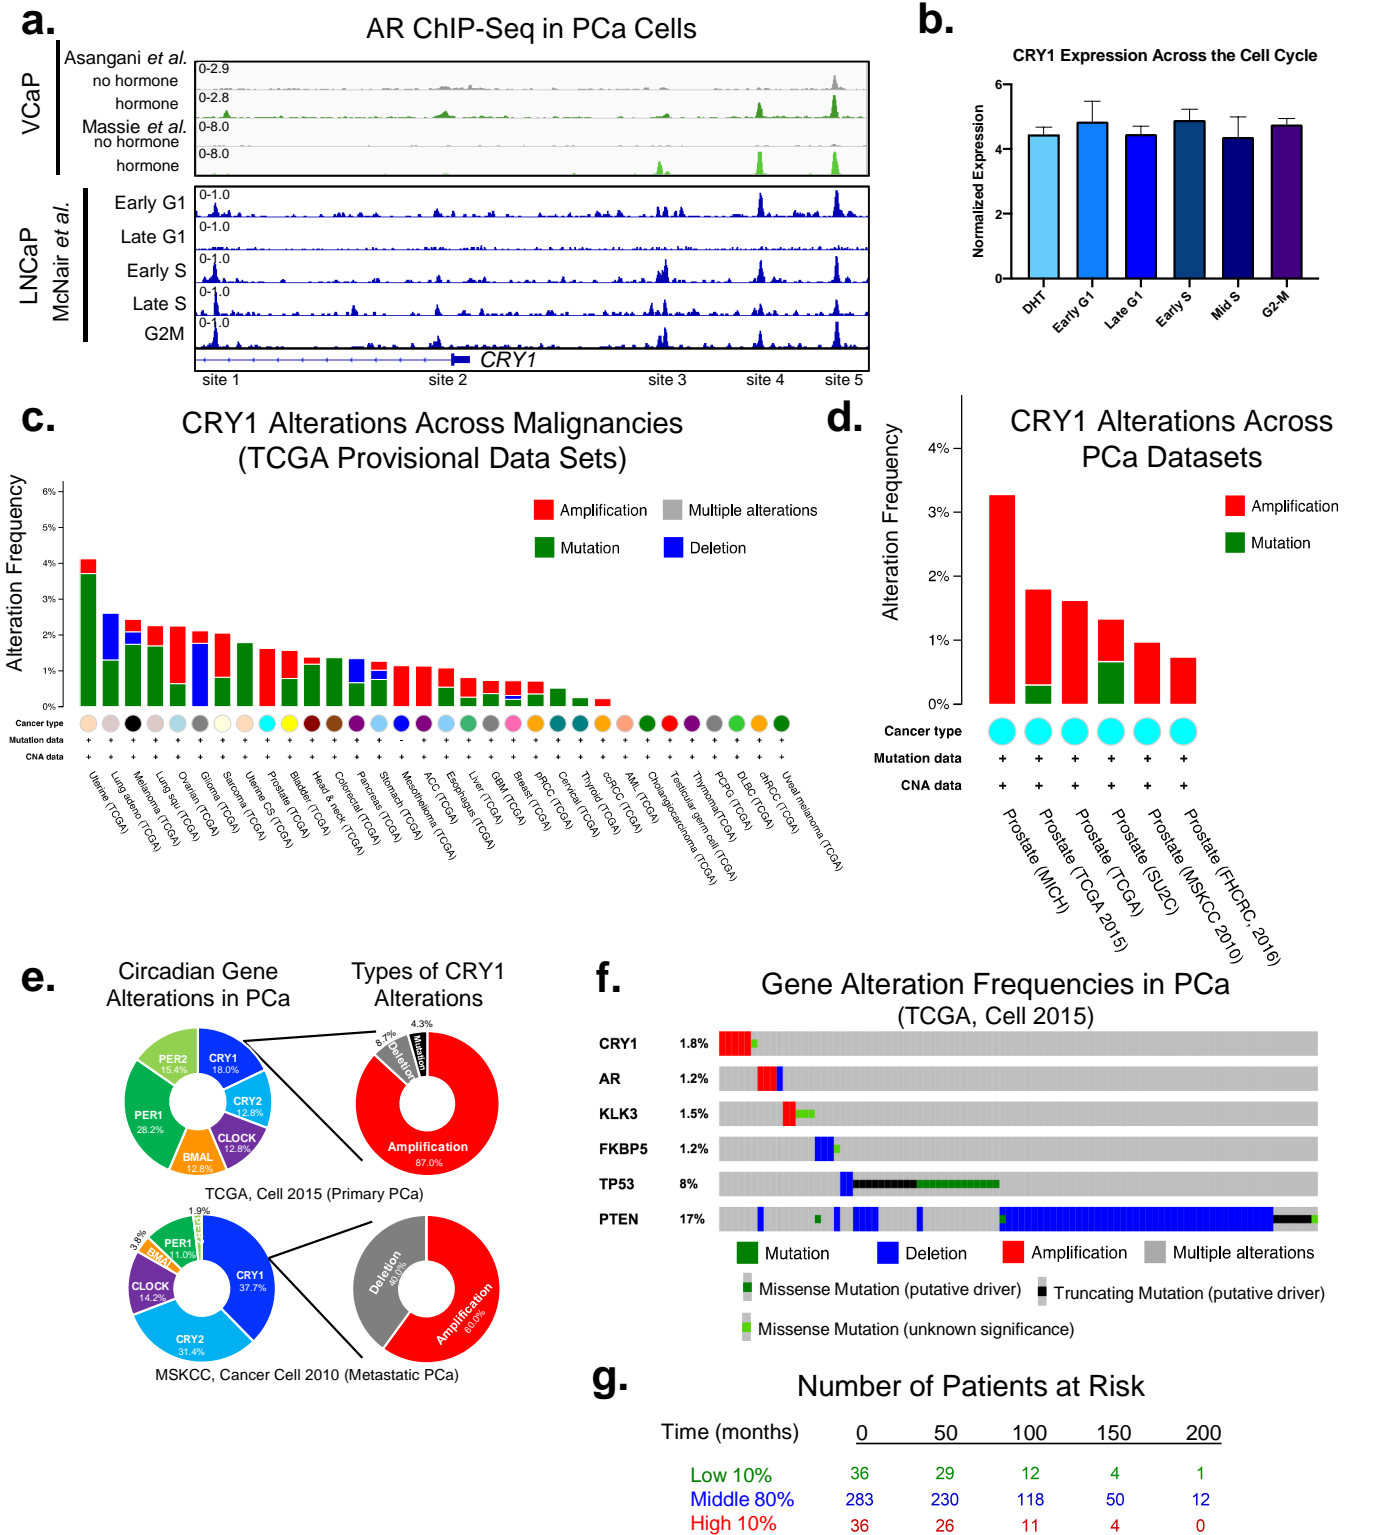 a.
AR ChIP-Seq in PCa Cells
VCaP
Asangani et al.
no hormone
0-2.9
hormone
0-2.8
Massie et al.
no hormone
0-8.0
hormone
0-8.0
LNCaP
McNair et al.
Early G1
0-1.0
Late G1
0-1.0
Early S
0-1.0
Late S
0-1.0
G2M
0-1.0
CRY1
site 1 site 2 site 3 site 4 site 5
b.
CRY1 Expression Across the Cell Cycle
Normalized Expression
6
4
2
0
DHT
Early G1
Late G1
Early S
Mid S
G2-M
c.
CRY1 Alterations Across Malignancies
(TCGA Provisional Data Sets)
Alteration Frequency
6%
5%
4%
3%
2%
1%
0%
Amplification Multiple alterations
Mutation Deletion
Cancer type
Mutation data + + + + + + + + + + + + + + - + + + + + + + + + + + + + + + + +
CNA data + + + + + + + + + + + + + + + + + + + + + + + + + + + + + + + +
Uterine (TCGA)
Lung adeno (TCGA)
Melanoma (TCGA)
Lung squ (TCGA)
Ovarian (TCGA)
Glioma (TCGA)
Sarcoma (TCGA)
Uterine CS (TCGA)
Prostate (TCGA)
Bladder (TCGA)
Head & neck (TCGA)
Colorectal (TCGA)
Pancreas (TCGA)
Stomach (TCGA)
Mesothelioma (TCGA)
ACC (TCGA)
Esophagus (TCGA)
Liver (TCGA)
GBM (TCGA)
Breast (TCGA)
pRCC (TCGA)
Cervical (TCGA)
Thyroid (TCGA)
ccRCC (TCGA)
AML (TCGA)
Cholangiocarcinoma (TCGA)
Testicular germ cell (TCGA)
Thymoma(TCGA)
PCPG (TCGA)
DLBC (TCGA)
chRCC (TCGA)
Uveal melanoma (TCGA)
d.
CRY1 Alterations Across
PCa Datasets
Alteration Frequency
4%
3%
2%
1%
0%
Amplification
Mutation
Cancer type
Mutation data + + + + + +
CNA data + + + + + +
Prostate (MICH)
Prostate (TCGA 2015)
Prostate (TCGA)
Prostate (SU2C)
Prostate (MSKCC 2010)
Prostate (FHCRC, 2016)
e.
Circadian Gene
Alterations in PCa
Types of CRY1
Alterations
CRY1
18.0%
CRY2
12.8%
CLOCK
12.8%
BMAL
12.8%
PER1
28.2%
PER2
15.4%
8.7%
Deletion
4.3%
Mutation
Amplification
87.0%
TCGA, Cell 2015 (Primary PCa)
CRY1
37.7%
CRY2
31.4%
CLOCK
14.2%
3.8%
BMAL
PER1
11.0%
1.9%
Deletion
40.0%
Amplification
60.0%
MSKCC, Cancer Cell 2010 (Metastatic PCa)
f.
Gene Alteration Frequencies in PCa
(TCGA, Cell 2015)
CRY1 1.8%
AR 1.2%
KLK3 1.5%
FKBP5 1.2%
TP53 8%
PTEN 17%
Mutation Deletion Amplification Multiple alterations
Missense Mutation (putative driver) Truncating Mutation (putative driver)
Missense Mutation (unknown significance)
g.
Number of Patients at Risk
Time (months) 0 50 100 150 200
Low 10% 36 29 12 4 1
Middle 80% 283 230 118 50 12
High 10% 36 26 11 4 0